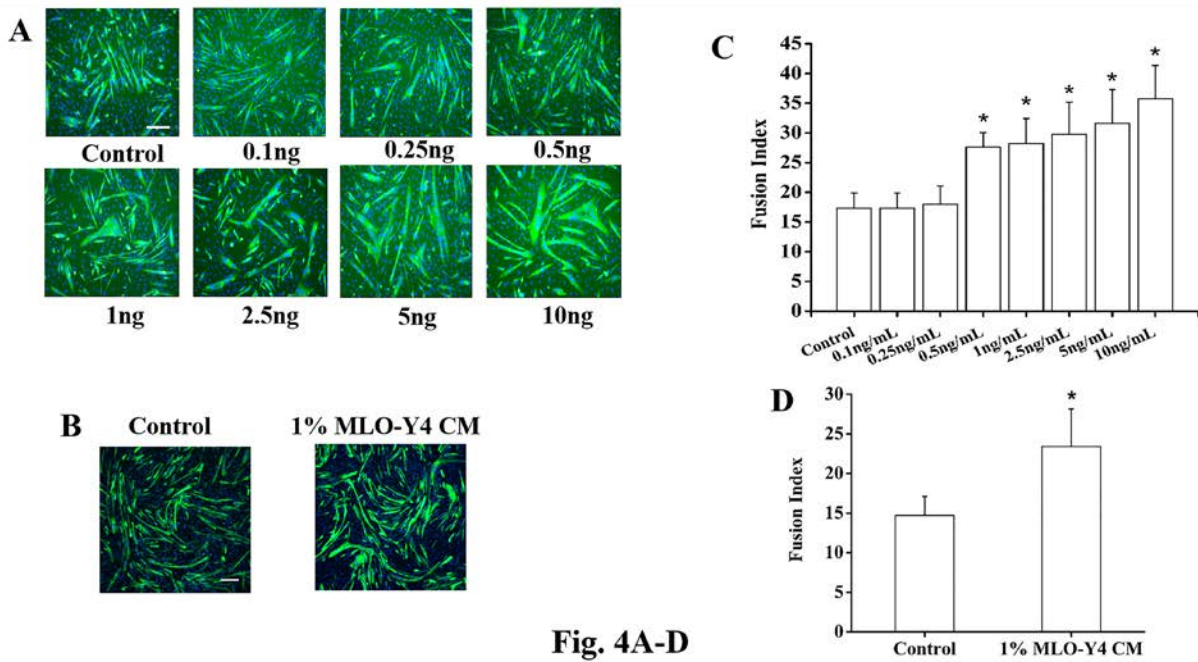 A
Control
0.1ng
0.25ng
0.5ng
1ng
2.5ng
5ng
10ng
B
Control
1% MLO-Y4 CM
C
Fusion Index
45
40
35
30
25
20
15
10
5
0
* * * * *
Control
0.1ng/mL
0.25ng/mL
0.5ng/mL
1ng/mL
2.5ng/mL
5ng/mL
10ng/mL
D
Fusion Index
30
25
20
15
10
5
0
*
Control
1% MLO-Y4 CM
Fig. 4A-D